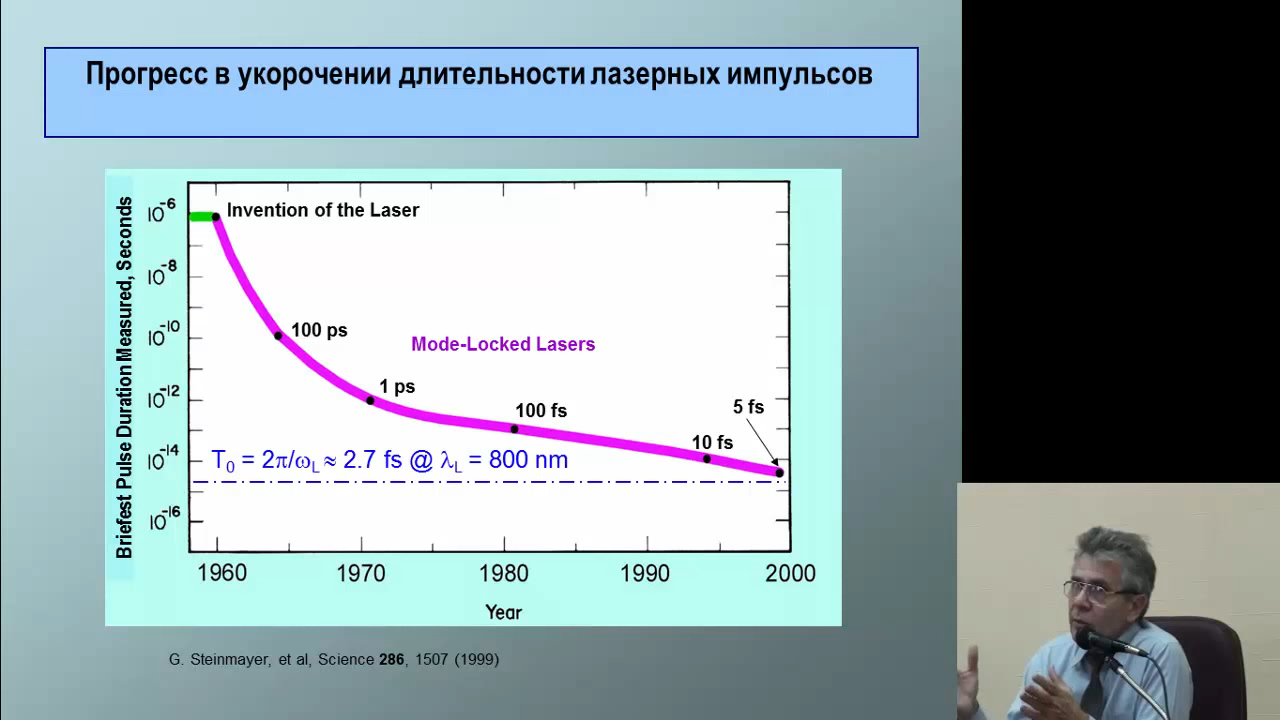 Прогресс в укорочении длительности лазерных импульсов
Briefest Pulse Duration Measured, Seconds
10⁻⁶
10⁻⁸
10⁻¹⁰
10⁻¹²
10⁻¹⁴
10⁻¹⁶
Invention of the Laser
100 ps
Mode-Locked Lasers
1 ps
100 fs
5 fs
10 fs
T₀ = 2π/ω_L ≈ 2.7 fs @ λ_L = 800 nm
1960 1970 1980 1990 2000
Year
G. Steinmayer, et al, Science 286, 1507 (1999)